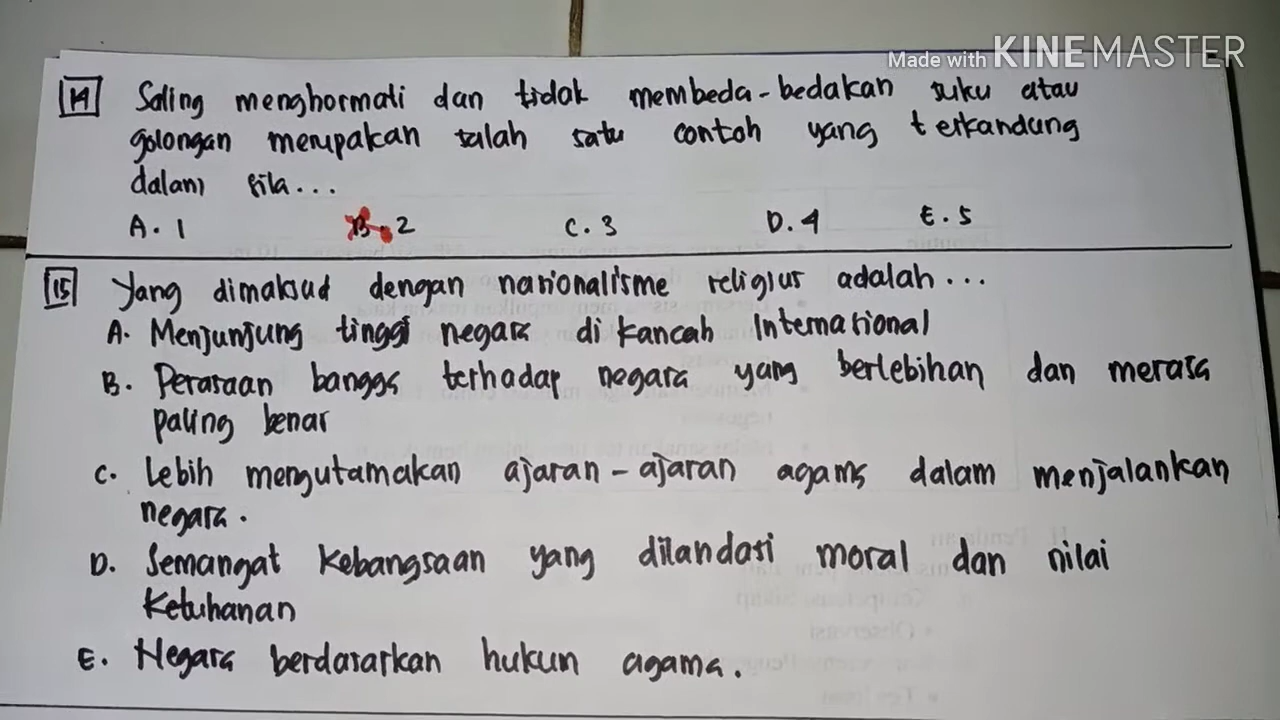 Made with KINEMASTER
14 Saling menghormati dan tidak membeda-bedakan suku atau
golongan merupakan salah satu contoh yang terkandung
dalam sila...
A. 1 B. 2 C. 3 D. 4 E. 5
15 Yang dimaksud dengan nasionalisme religius adalah...
A. Menjunjung tinggi negara di kancah Internasional
B. Perasaan bangga terhadap negara yang berlebihan dan merasa
paling benar
C. Lebih mengutamakan ajaran-ajaran agama dalam menjalankan
negara.
D. Semangat kebangsaan yang dilandasi moral dan nilai
Ketuhanan
E. Negara berdasarkan hukum agama.